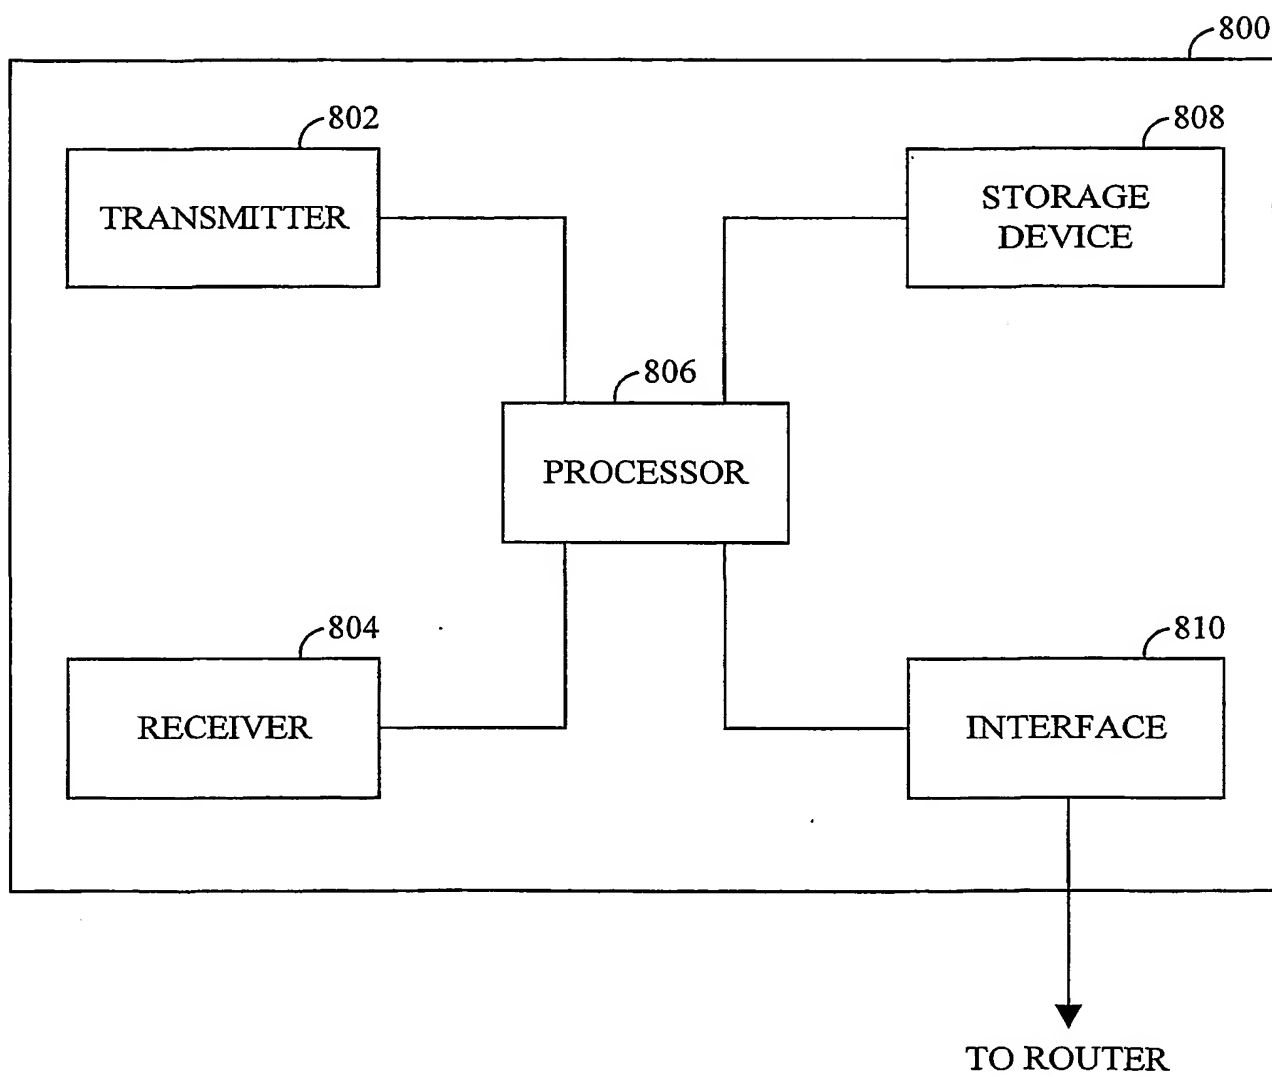 800
802
TRANSMITTER
808
STORAGE
DEVICE
806
PROCESSOR
804
RECEIVER
810
INTERFACE
TO ROUTER